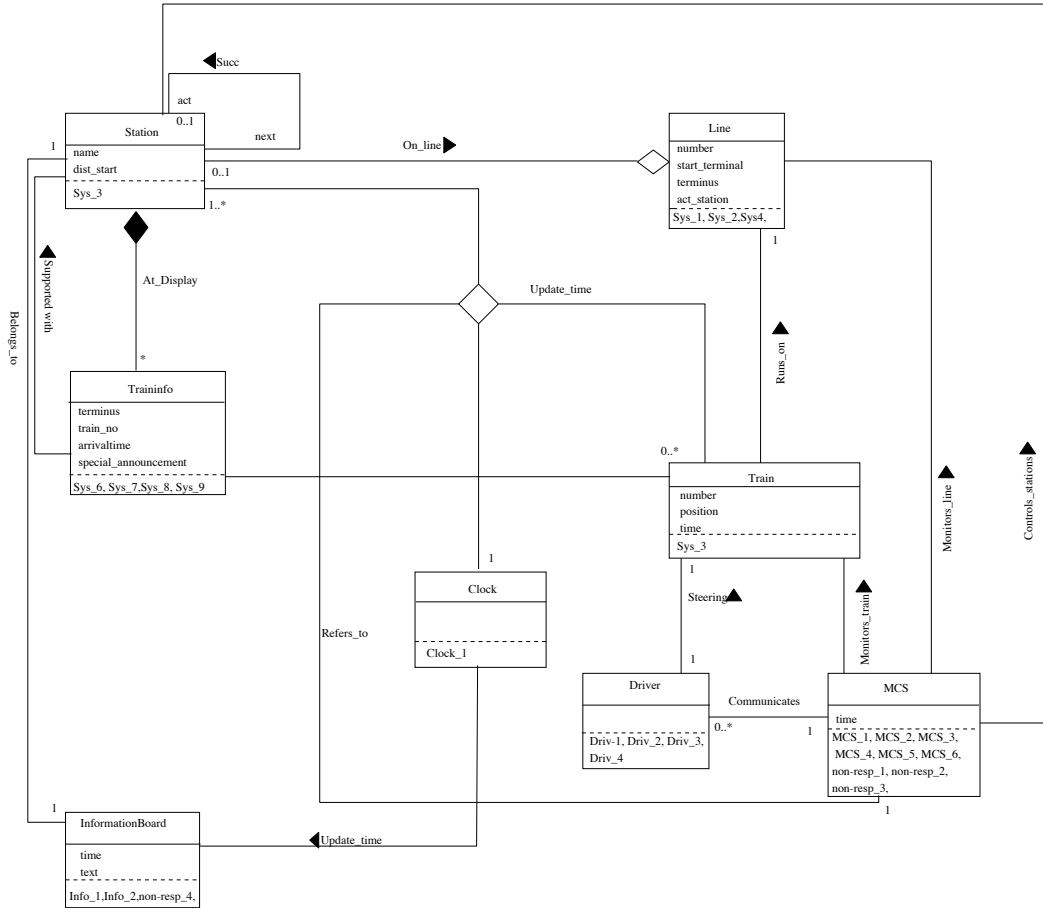 Succ
act
0..1
next
Station
name
dist_start
Sys_3
1
0..1
1..*
On_line
Line
number
start_terminal
terminus
act_station
Sys_1, Sys_2,Sys4,
1
Supported with
At_Display
*
Belongs_to
Update_time
Runs_on
Traininfo
terminus
train_no
arrivaltime
special_announcement
Sys_6, Sys_7,Sys_8, Sys_9
0..*
Train
number
position
time
Sys_3
1
Monitors_line
Controls_stations
1
Clock
Clock_1
Refers_to
Steering
Monitors_train
1
Driver
Driv-1, Driv_2, Driv_3,
Driv_4
Communicates
0..*
1
MCS
time
MCS_1, MCS_2, MCS_3,
MCS_4, MCS_5, MCS_6,
non-resp_1, non-resp_2,
non-resp_3,
1
1
InformationBoard
time
text
Info_1,Info_2,non-resp_4,
Update_time